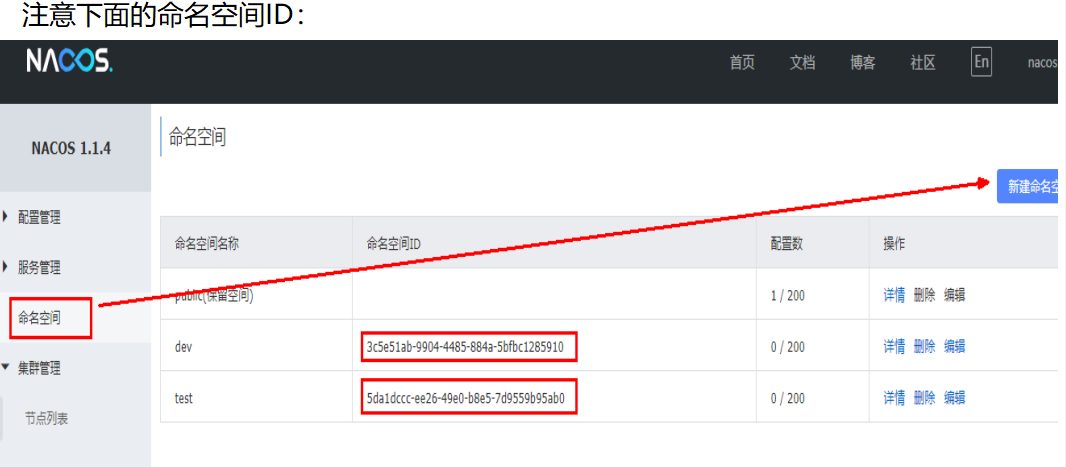 注意下面的命名空间ID：
NACOS.
首页 文档 博客 社区 En nacos
NACOS 1.1.4
命名空间
新建命名空
配置管理
服务管理
命名空间
集群管理
节点列表
命名空间名称 命名空间ID 配置数 操作
public(保留空间) 1 / 200 详情 删除 编辑
dev 3c5e51ab-9904-4485-884a-5bfbc1285910 0 / 200 详情 删除 编辑
test 5da1dccc-ee26-49e0-b8e5-7d9559b95ab0 0 / 200 详情 删除 编辑